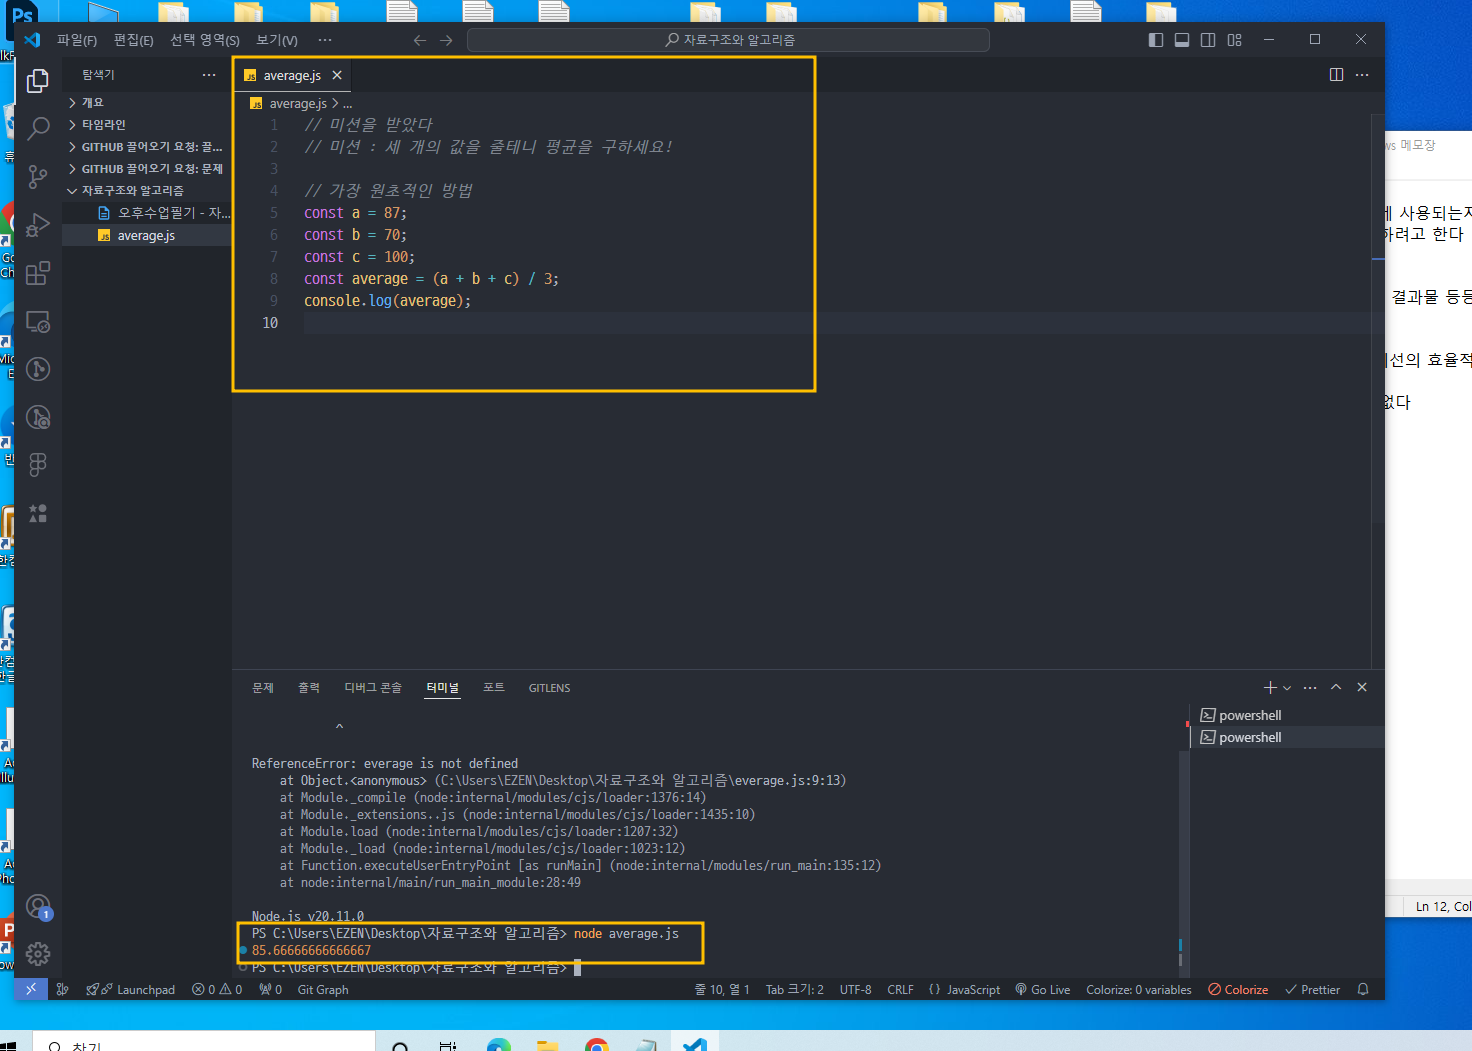 Ps
파일(F) 편집(E) 선택 영역(S) 보기(V) ···
자료구조와 알고리즘
탐색기 ···
개요
타임라인
GITHUB 끌어오기 요청: 끌...
GITHUB 끌어오기 요청: 문제
자료구조와 알고리즘
오후수업필기 - 자...
JS average.js
JS average.js
JS average.js > ...
1 // 미션을 받았다
2 // 미션 : 세 개의 값을 줄테니 평균을 구하세요!
3
4 // 가장 원초적인 방법
5 const a = 87;
6 const b = 70;
7 const c = 100;
8 const average = (a + b + c) / 3;
9 console.log(average);
10
문제 출력 디버그 콘솔 터미널 포트 GITLENS
^
ReferenceError: everage is not defined
at Object.<anonymous> (C:\Users\EZEN\Desktop\자료구조와 알고리즘\everage.js:9:13)
at Module._compile (node:internal/modules/cjs/loader:1376:14)
at Module._extensions..js (node:internal/modules/cjs/loader:1435:10)
at Module.load (node:internal/modules/cjs/loader:1207:32)
at Module._load (node:internal/modules/cjs/loader:1023:12)
at Function.executeUserEntryPoint [as runMain] (node:internal/modules/run_main:135:12)
at node:internal/main/run_main_module:28:49
Node.js v20.11.0
PS C:\Users\EZEN\Desktop\자료구조와 알고리즘> node average.js
85.66666666666667
PS C:\Users\EZEN\Desktop\자료구조와 알고리즘>
powershell
powershell
1
Launchpad 0 0 0 Git Graph
줄 10, 열 1 Tab 크기: 2 UTF-8 CRLF {} JavaScript Go Live Colorize: 0 variables Colorize Prettier
ws 메모장
에 사용되는지
하려고 한다
결과물 등등
선의 효율적
없다
Ln 12, Col
찾기